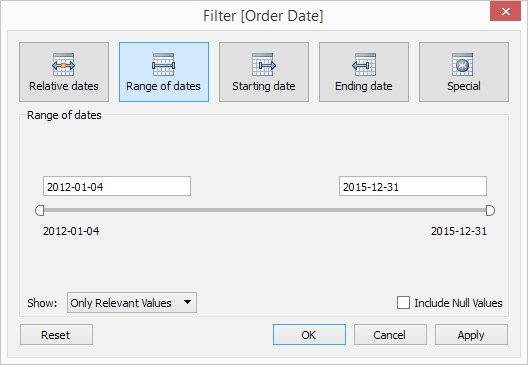 Filter [Order Date]
Relative dates
Range of dates
Starting date
Ending date
Special
Range of dates
2012-01-04 2015-12-31
2012-01-04 2015-12-31
Show: Only Relevant Values Include Null Values
Reset OK Cancel Apply